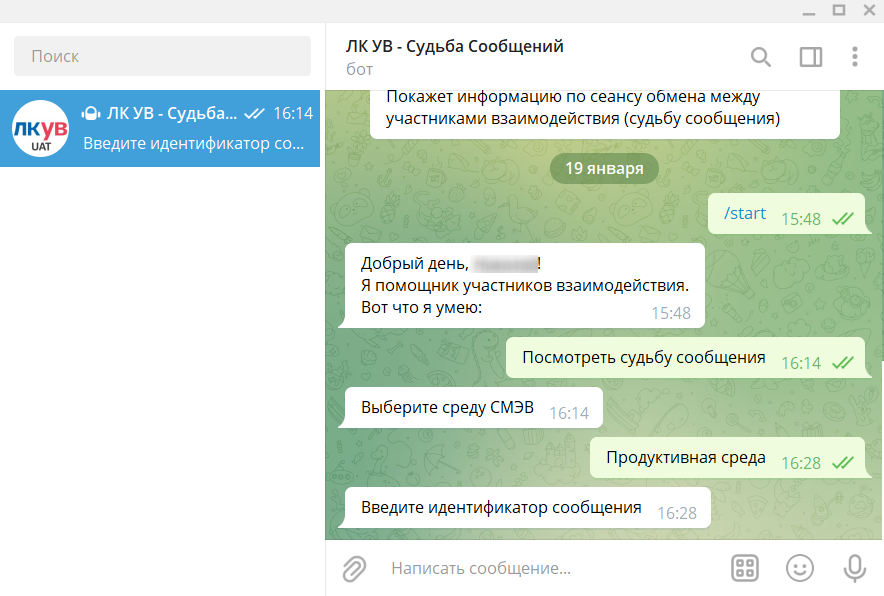 Поиск
ЛКУВ
UAT
ЛК УВ - Судьба... 16:14
Введите идентификатор со...
ЛК УВ - Судьба Сообщений
бот
Покажет информацию по сеансу обмена между
участниками взаимодействия (судьбу сообщения)
19 января
/start 15:48
Добрый день, !
Я помощник участников взаимодействия.
Вот что я умею: 15:48
Посмотреть судьбу сообщения 16:14
Выберите среду СМЭВ 16:14
Продуктивная среда 16:28
Введите идентификатор сообщения 16:28
Написать сообщение...